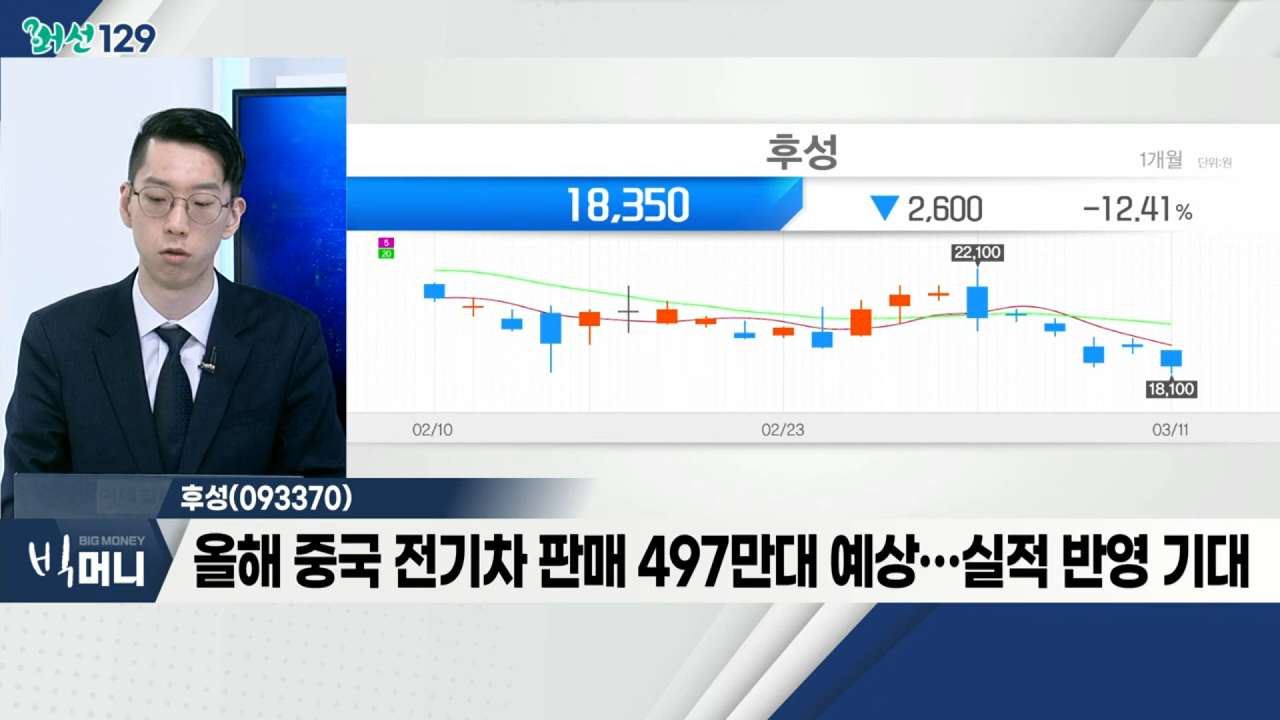 머선129
후성
1개월 단위:원
18,350 ▼2,600 -12.41%
5
20
22,100
18,100
02/10 02/23 03/11
후성(093370)
BIG MONEY
빅머니
올해 중국 전기차 판매 497만대 예상…실적 반영 기대